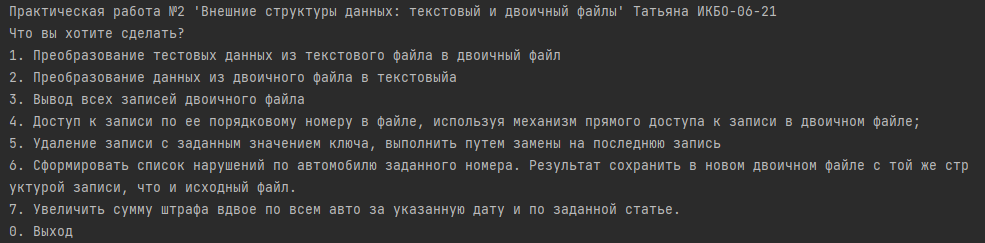 Практическая работа №2 'Внешние структуры данных: текстовый и двоичный файлы' Татьяна ИКБО-06-21
Что вы хотите сделать?
1. Преобразование тестовых данных из текстового файла в двоичный файл
2. Преобразование данных из двоичного файла в текстовыйа
3. Вывод всех записей двоичного файла
4. Доступ к записи по ее порядковому номеру в файле, используя механизм прямого доступа к записи в двоичном файле;
5. Удаление записи с заданным значением ключа, выполнить путем замены на последнюю запись
6. Сформировать список нарушений по автомобилю заданного номера. Результат сохранить в новом двоичном файле с той же стр
уктурой записи, что и исходный файл.
7. Увеличить сумму штрафа вдвое по всем авто за указанную дату и по заданной статье.
0. Выход